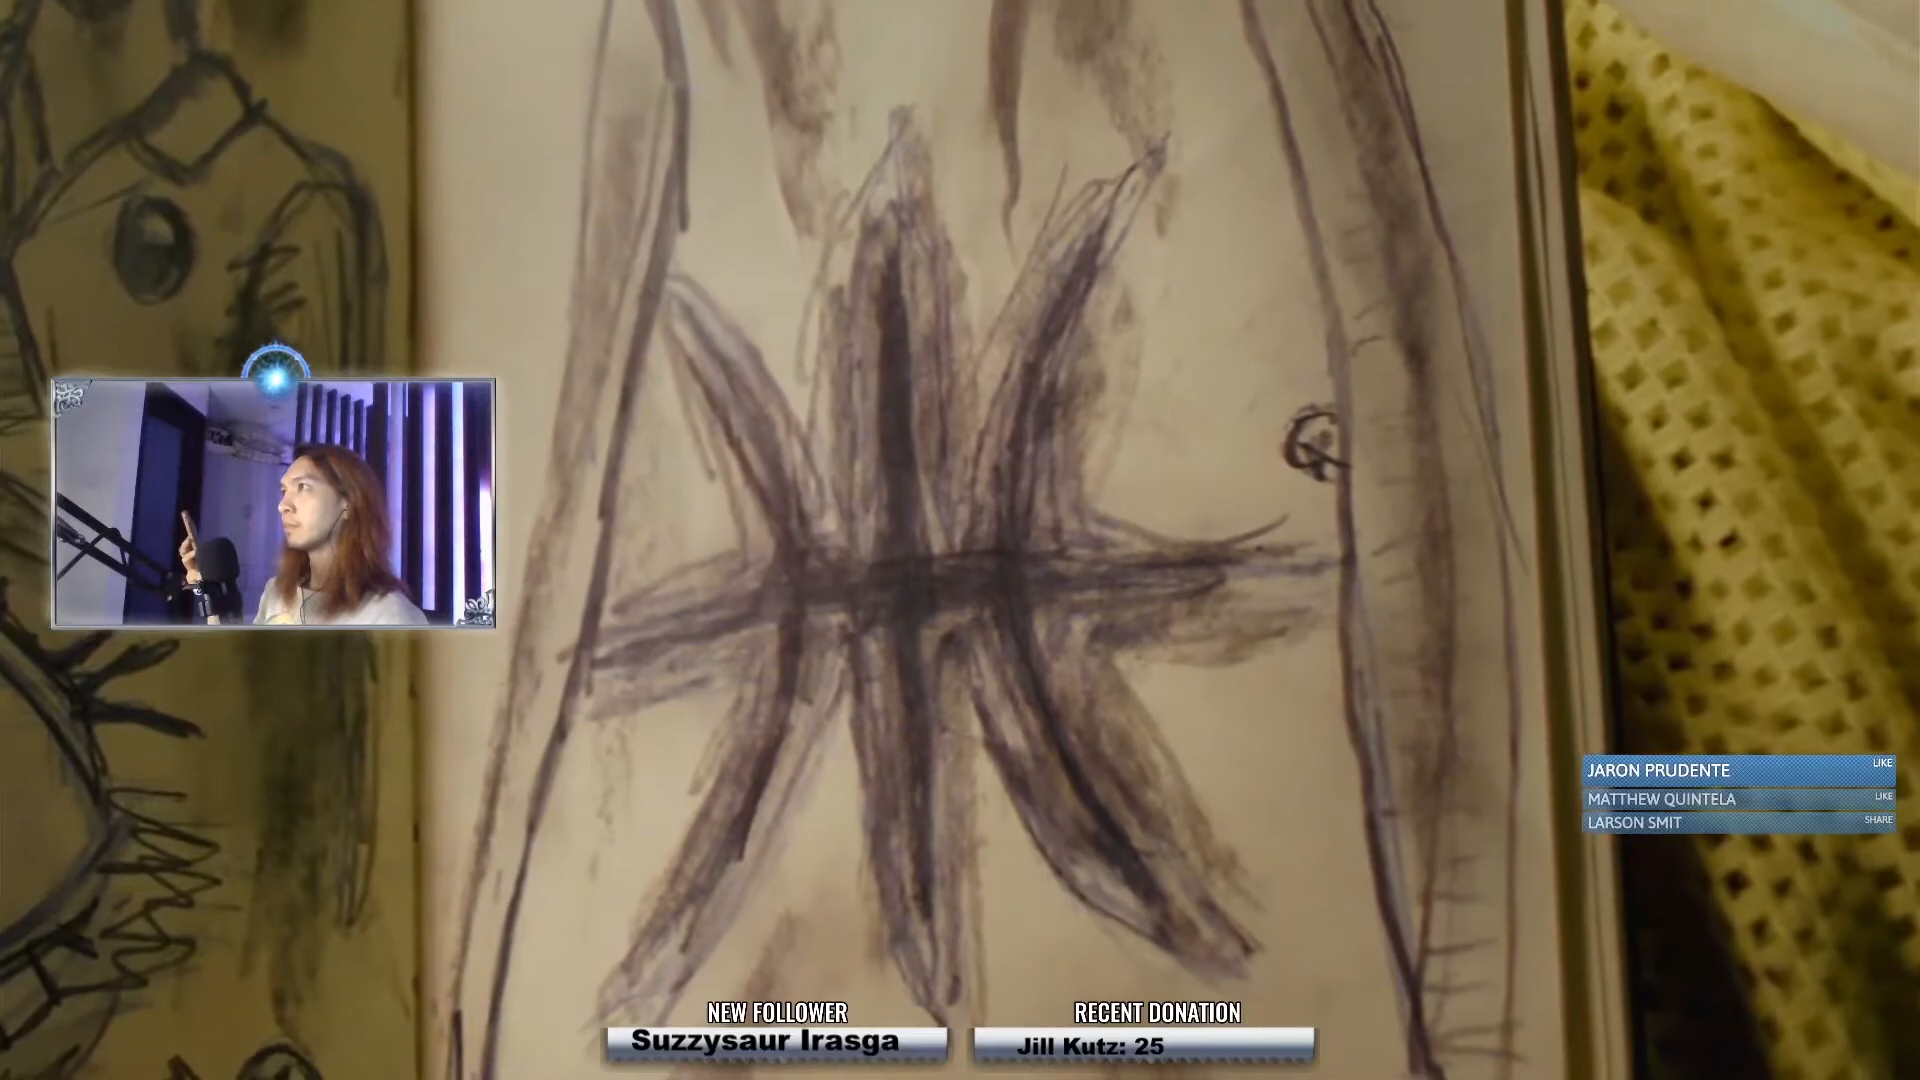 JARON PRUDENTE LIKE
MATTHEW QUINTELA LIKE
LARSON SMIT SHARE
NEW FOLLOWER
Suzzysaur Irasga
RECENT DONATION
Jill Kutz: 25